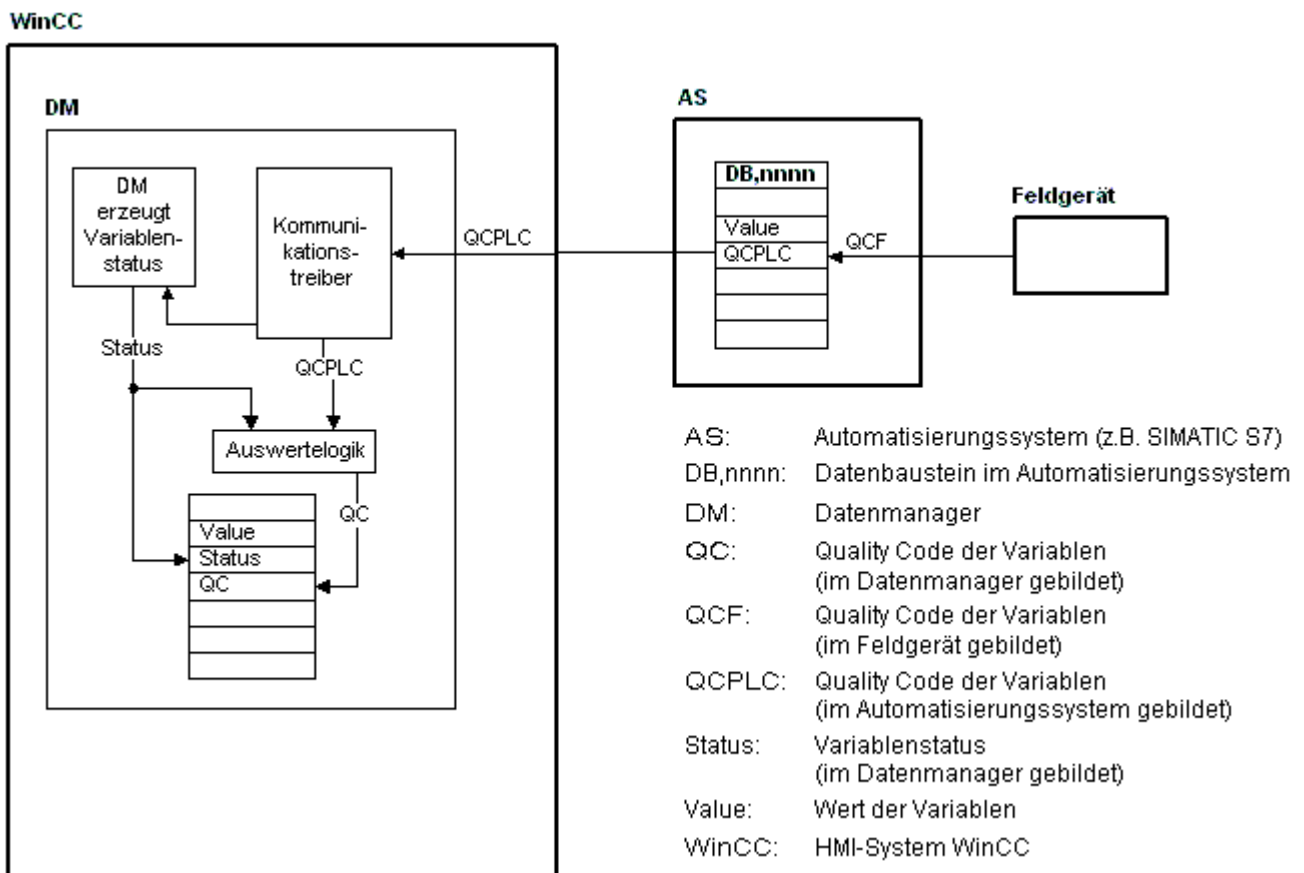 WinCC
DM
DM
erzeugt
Variablen-
status
Kommuni-
kations-
treiber
QCPLC
Status
QCPLC
Auswertelogik
QC
Value
Status
QC
AS
DB,nnnn
Value
QCPLC
QCF
Feldgerät
AS: Automatisierungssystem (z.B. SIMATIC S7)
DB,nnnn: Datenbaustein im Automatisierungssystem
DM: Datenmanager
QC: Quality Code der Variablen
(im Datenmanager gebildet)
QCF: Quality Code der Variablen
(im Feldgerät gebildet)
QCPLC: Quality Code der Variablen
(im Automatisierungssystem gebildet)
Status: Variablenstatus
(im Datenmanager gebildet)
Value: Wert der Variablen
WinCC: HMI-System WinCC